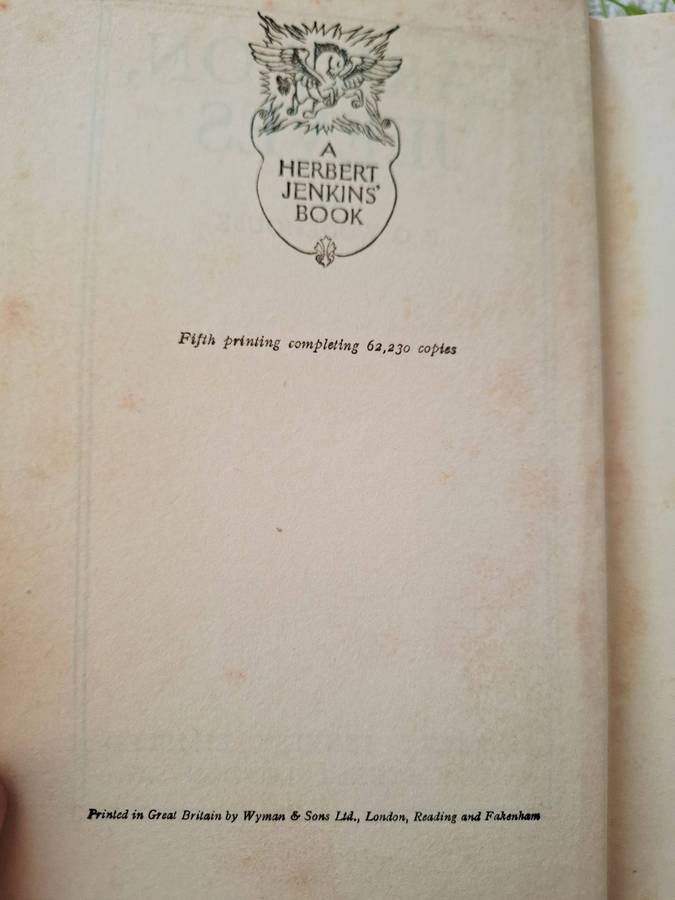 A
HERBERT
JENKINS'
BOOK
Fifth printing completing 62,230 copies
Printed in Great Britain by Wyman & Sons Ltd., London, Reading and Fakenham